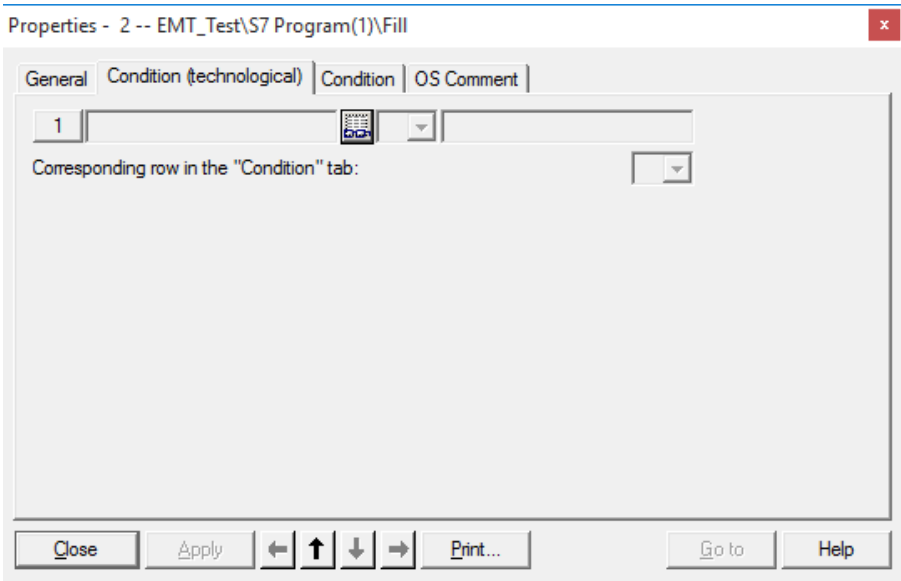 Properties -  2 -- EMT_Test\S7 Program(1)\Fill
x
General Condition (technological) Condition OS Comment
1
Corresponding row in the "Condition" tab:
Close Apply Print... Go to Help